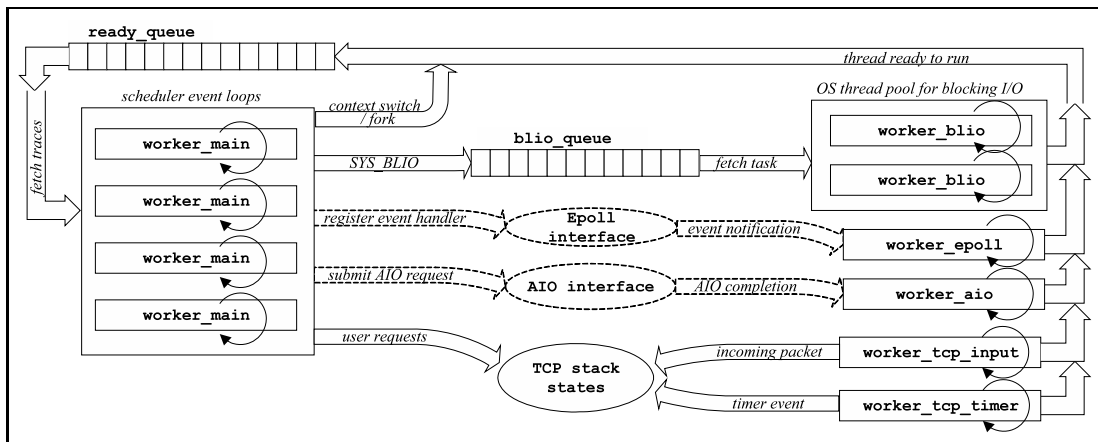 ready_queue
thread ready to run
scheduler event loops
context switch
/ fork
OS thread pool for blocking I/O
fetch traces
worker_main
worker_main
worker_main
worker_main
SYS_BLIO
blio_queue
fetch task
worker_blio
worker_blio
register event handler
Epoll
interface
event notification
worker_epoll
submit AIO request
AIO interface
AIO completion
worker_aio
user requests
TCP stack
states
incoming packet
worker_tcp_input
timer event
worker_tcp_timer